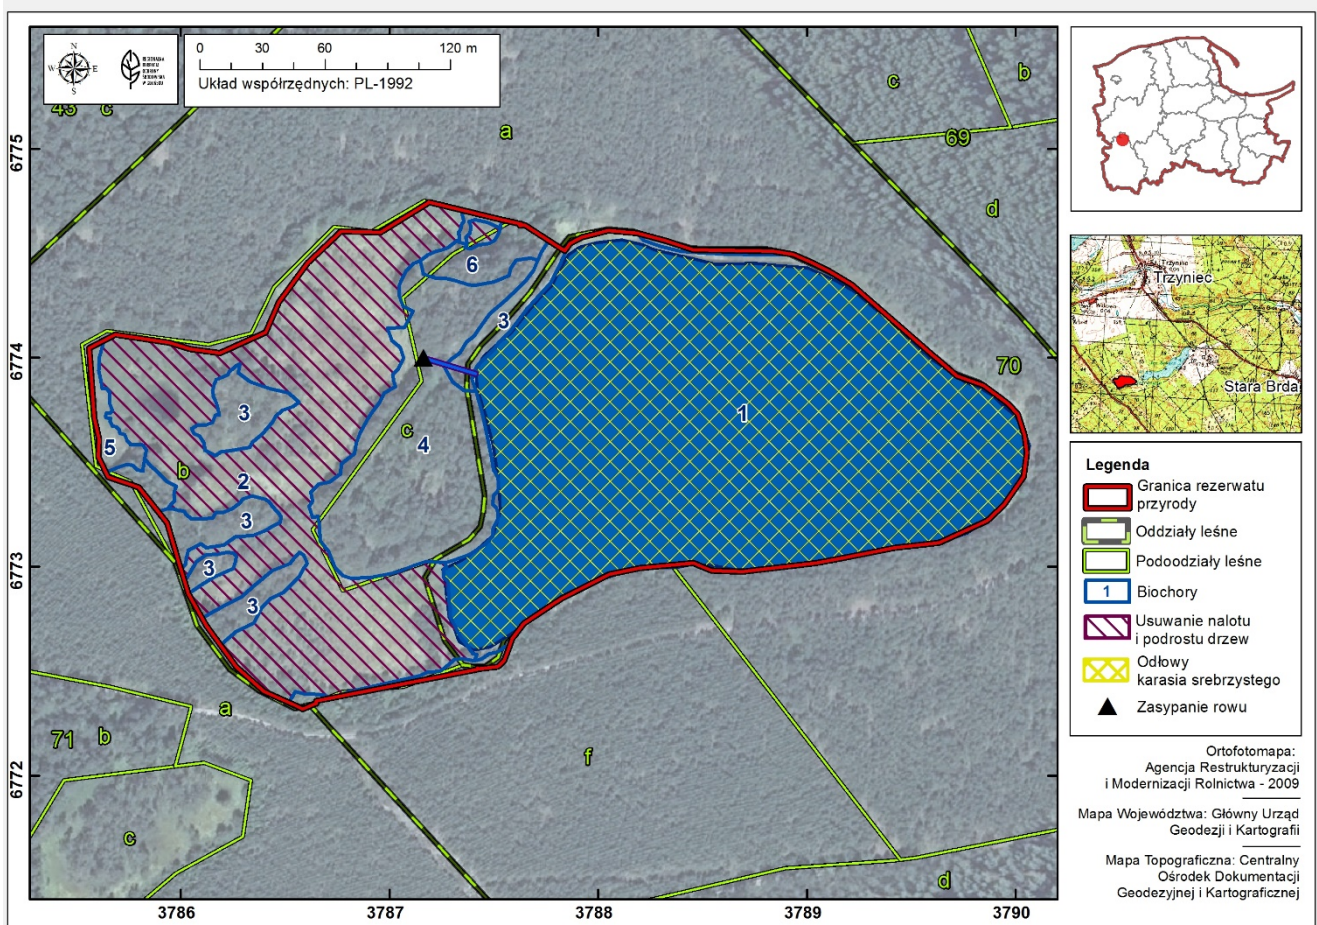 N
W E
S
0 30 60 120 m
Układ współrzędnych: PL-1992
43 c
a
c
b
69
d
70
6
3
1
3
c
4
5
b
2
3
3
3
a
71
b
c
f
d
6775
6774
6773
6772
3786
3787
3788
3789
3790
Trzyniec
Trzyniec
Stara Brda
Legenda
Granica rezerwatu
przyrody
Oddziały leśne
Podoodziały leśne
1 Biochory
Usuwanie nalotu
i podrostu drzew
Odłowy
karasia srebrzystego
Zasypanie rowu
Ortofotomapa:
Agencja Restrukturyzacji
i Modernizacji Rolnictwa - 2009
Mapa Województwa: Główny Urząd
Geodezji i Kartografii
Mapa Topograficzna: Centralny
Ośrodek Dokumentacji
Geodezyjnej i Kartograficznej